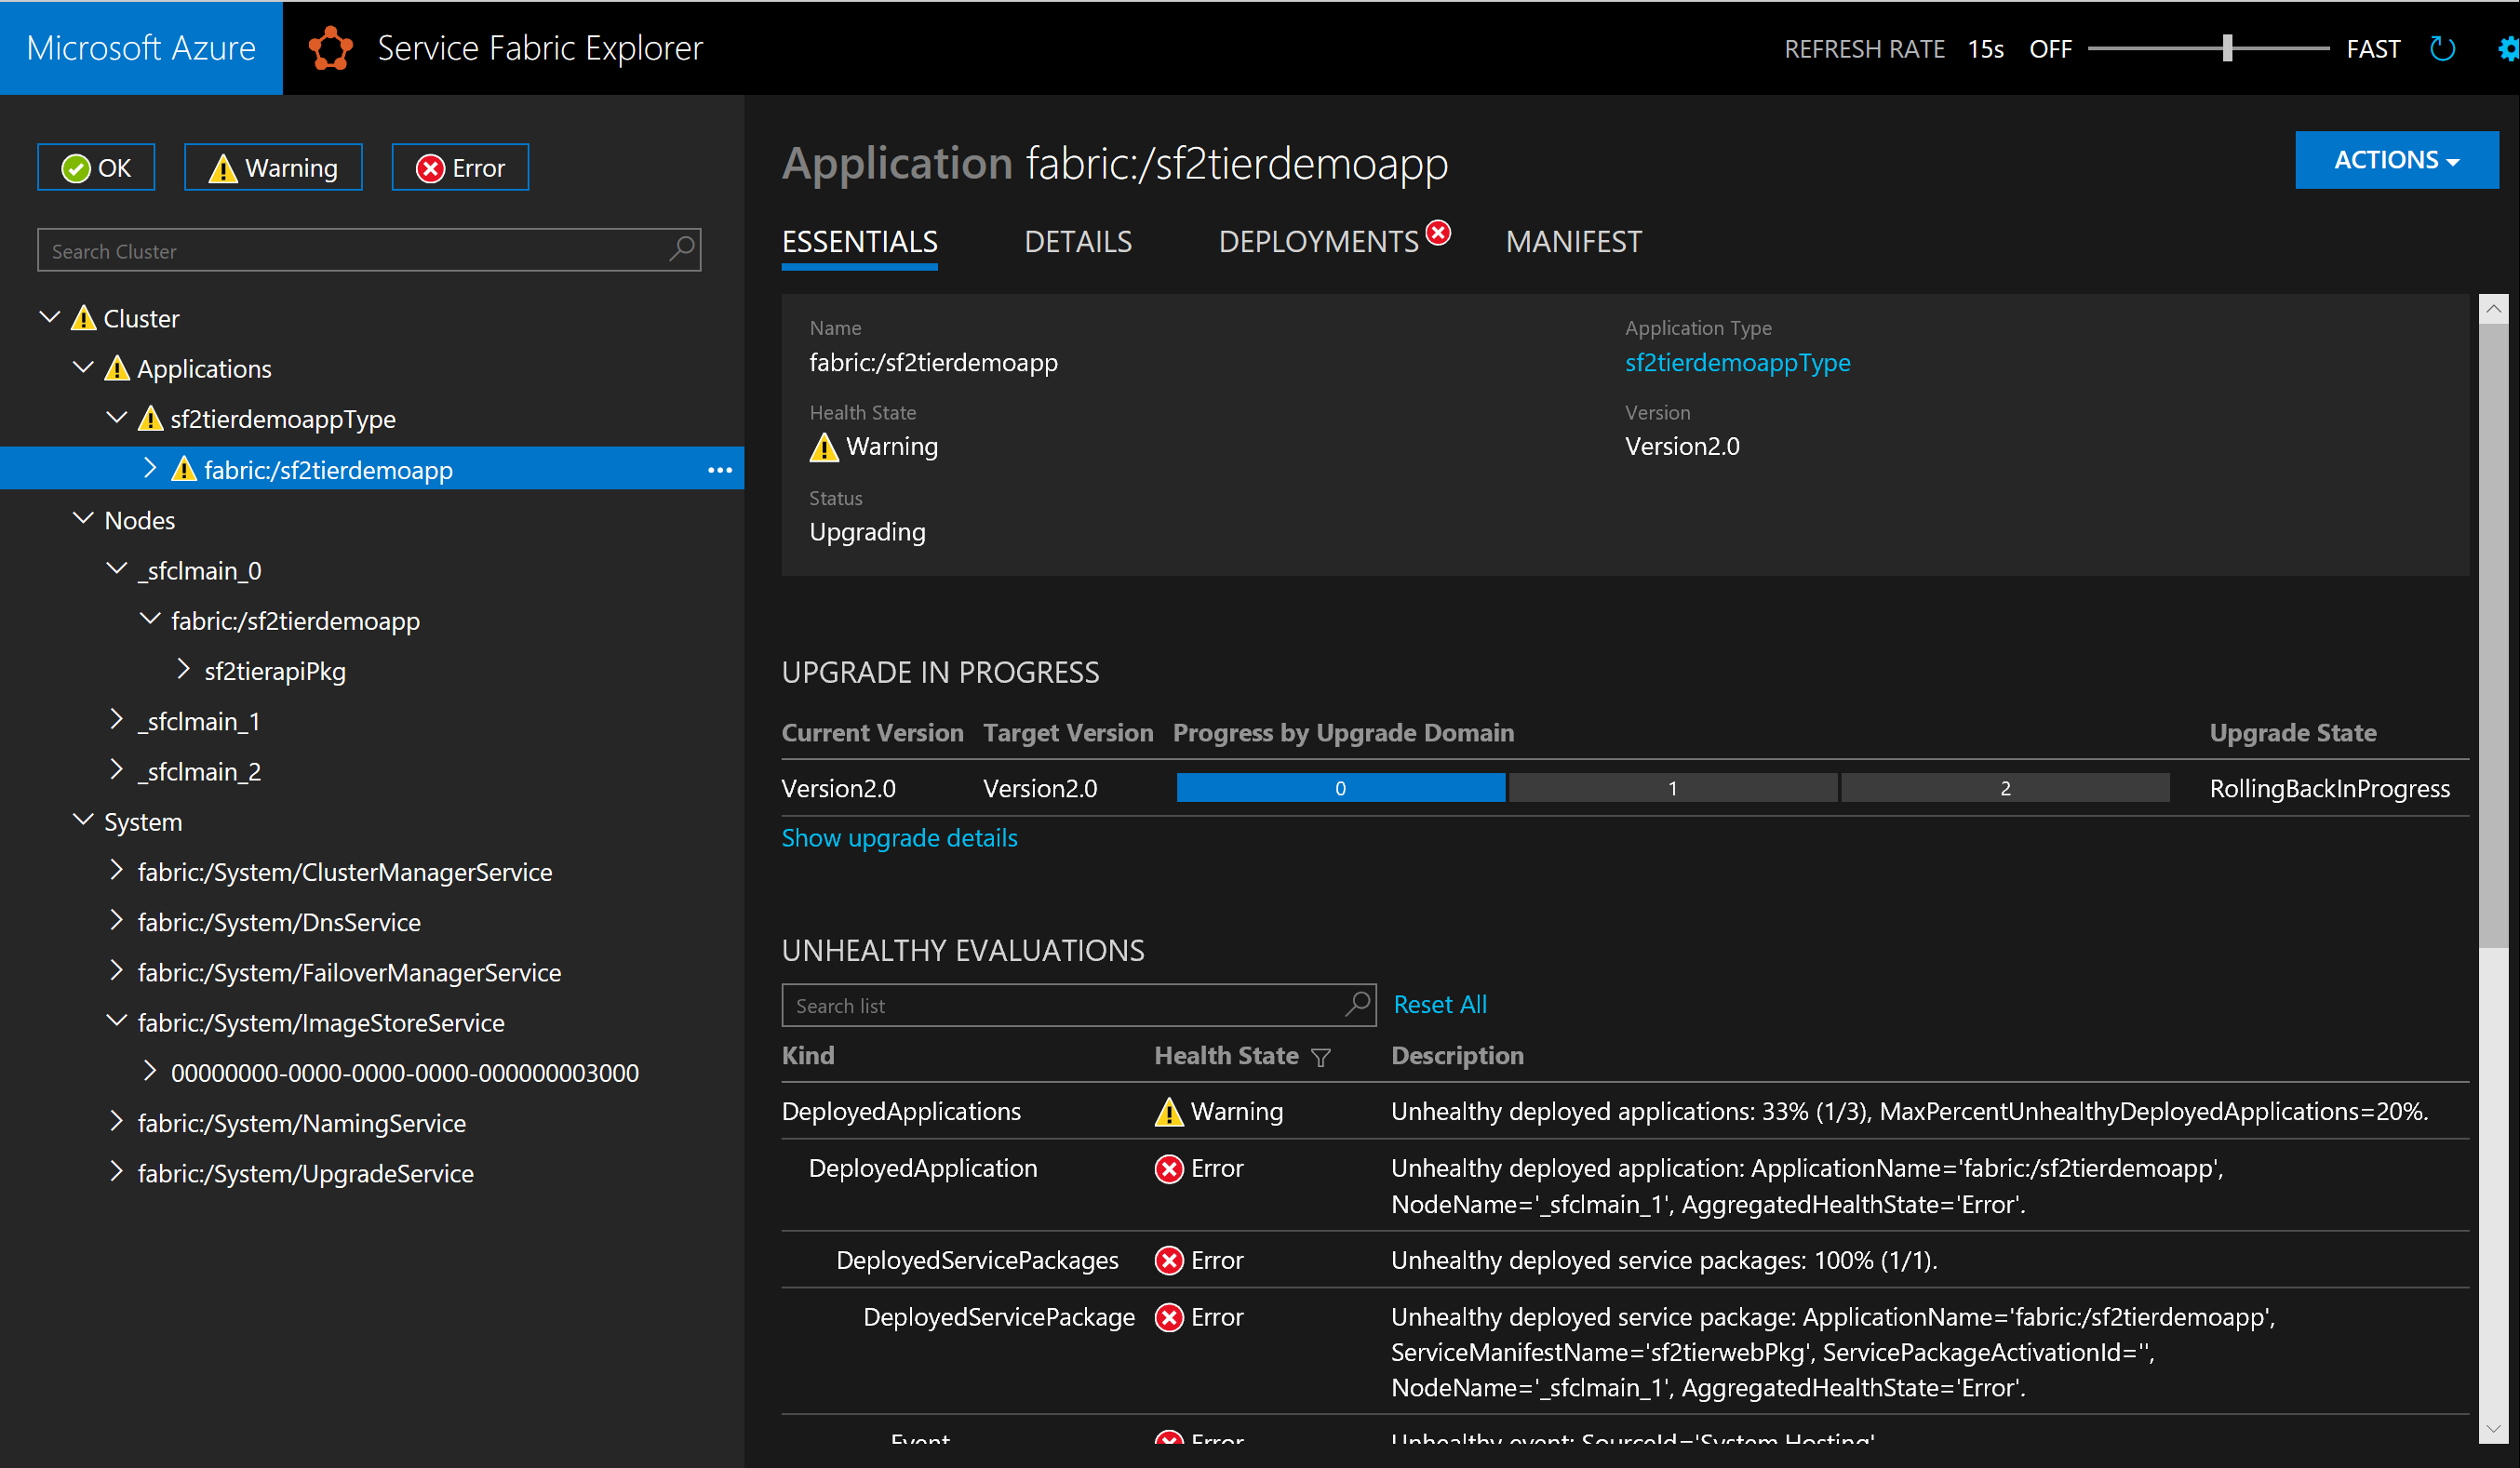 Microsoft Azure
Service Fabric Explorer
REFRESH RATE 15s OFF FAST
OK
Warning
Error
Search Cluster
Cluster
Applications
sf2tierdemoappType
fabric:/sf2tierdemoapp
Nodes
_sfclmain_0
fabric:/sf2tierdemoapp
sf2tierapiPkg
_sfclmain_1
_sfclmain_2
System
fabric:/System/ClusterManagerService
fabric:/System/DnsService
fabric:/System/FailoverManagerService
fabric:/System/ImageStoreService
00000000-0000-0000-0000-000000003000
fabric:/System/NamingService
fabric:/System/UpgradeService
Application fabric:/sf2tierdemoapp
ACTIONS
ESSENTIALS DETAILS DEPLOYMENTS MANIFEST
Name
fabric:/sf2tierdemoapp
Application Type
sf2tierdemoappType
Health State
Warning
Version
Version2.0
Status
Upgrading
UPGRADE IN PROGRESS
Current Version Target Version Progress by Upgrade Domain Upgrade State
Version2.0 Version2.0 0 1 2 RollingBackInProgress
Show upgrade details
UNHEALTHY EVALUATIONS
Search list
Reset All
Kind Health State Description
DeployedApplications Warning Unhealthy deployed applications: 33% (1/3), MaxPercentUnhealthyDeployedApplications=20%.
DeployedApplication Error Unhealthy deployed application: ApplicationName='fabric:/sf2tierdemoapp',
NodeName='_sfclmain_1', AggregatedHealthState='Error'.
DeployedServicePackages Error Unhealthy deployed service packages: 100% (1/1).
DeployedServicePackage Error Unhealthy deployed service package: ApplicationName='fabric:/sf2tierdemoapp',
ServiceManifestName='sf2tierwebPkg', ServicePackageActivationId='',
NodeName='_sfclmain_1', AggregatedHealthState='Error'.
Event Error Unhealthy event: SourceId='System.Hosting',